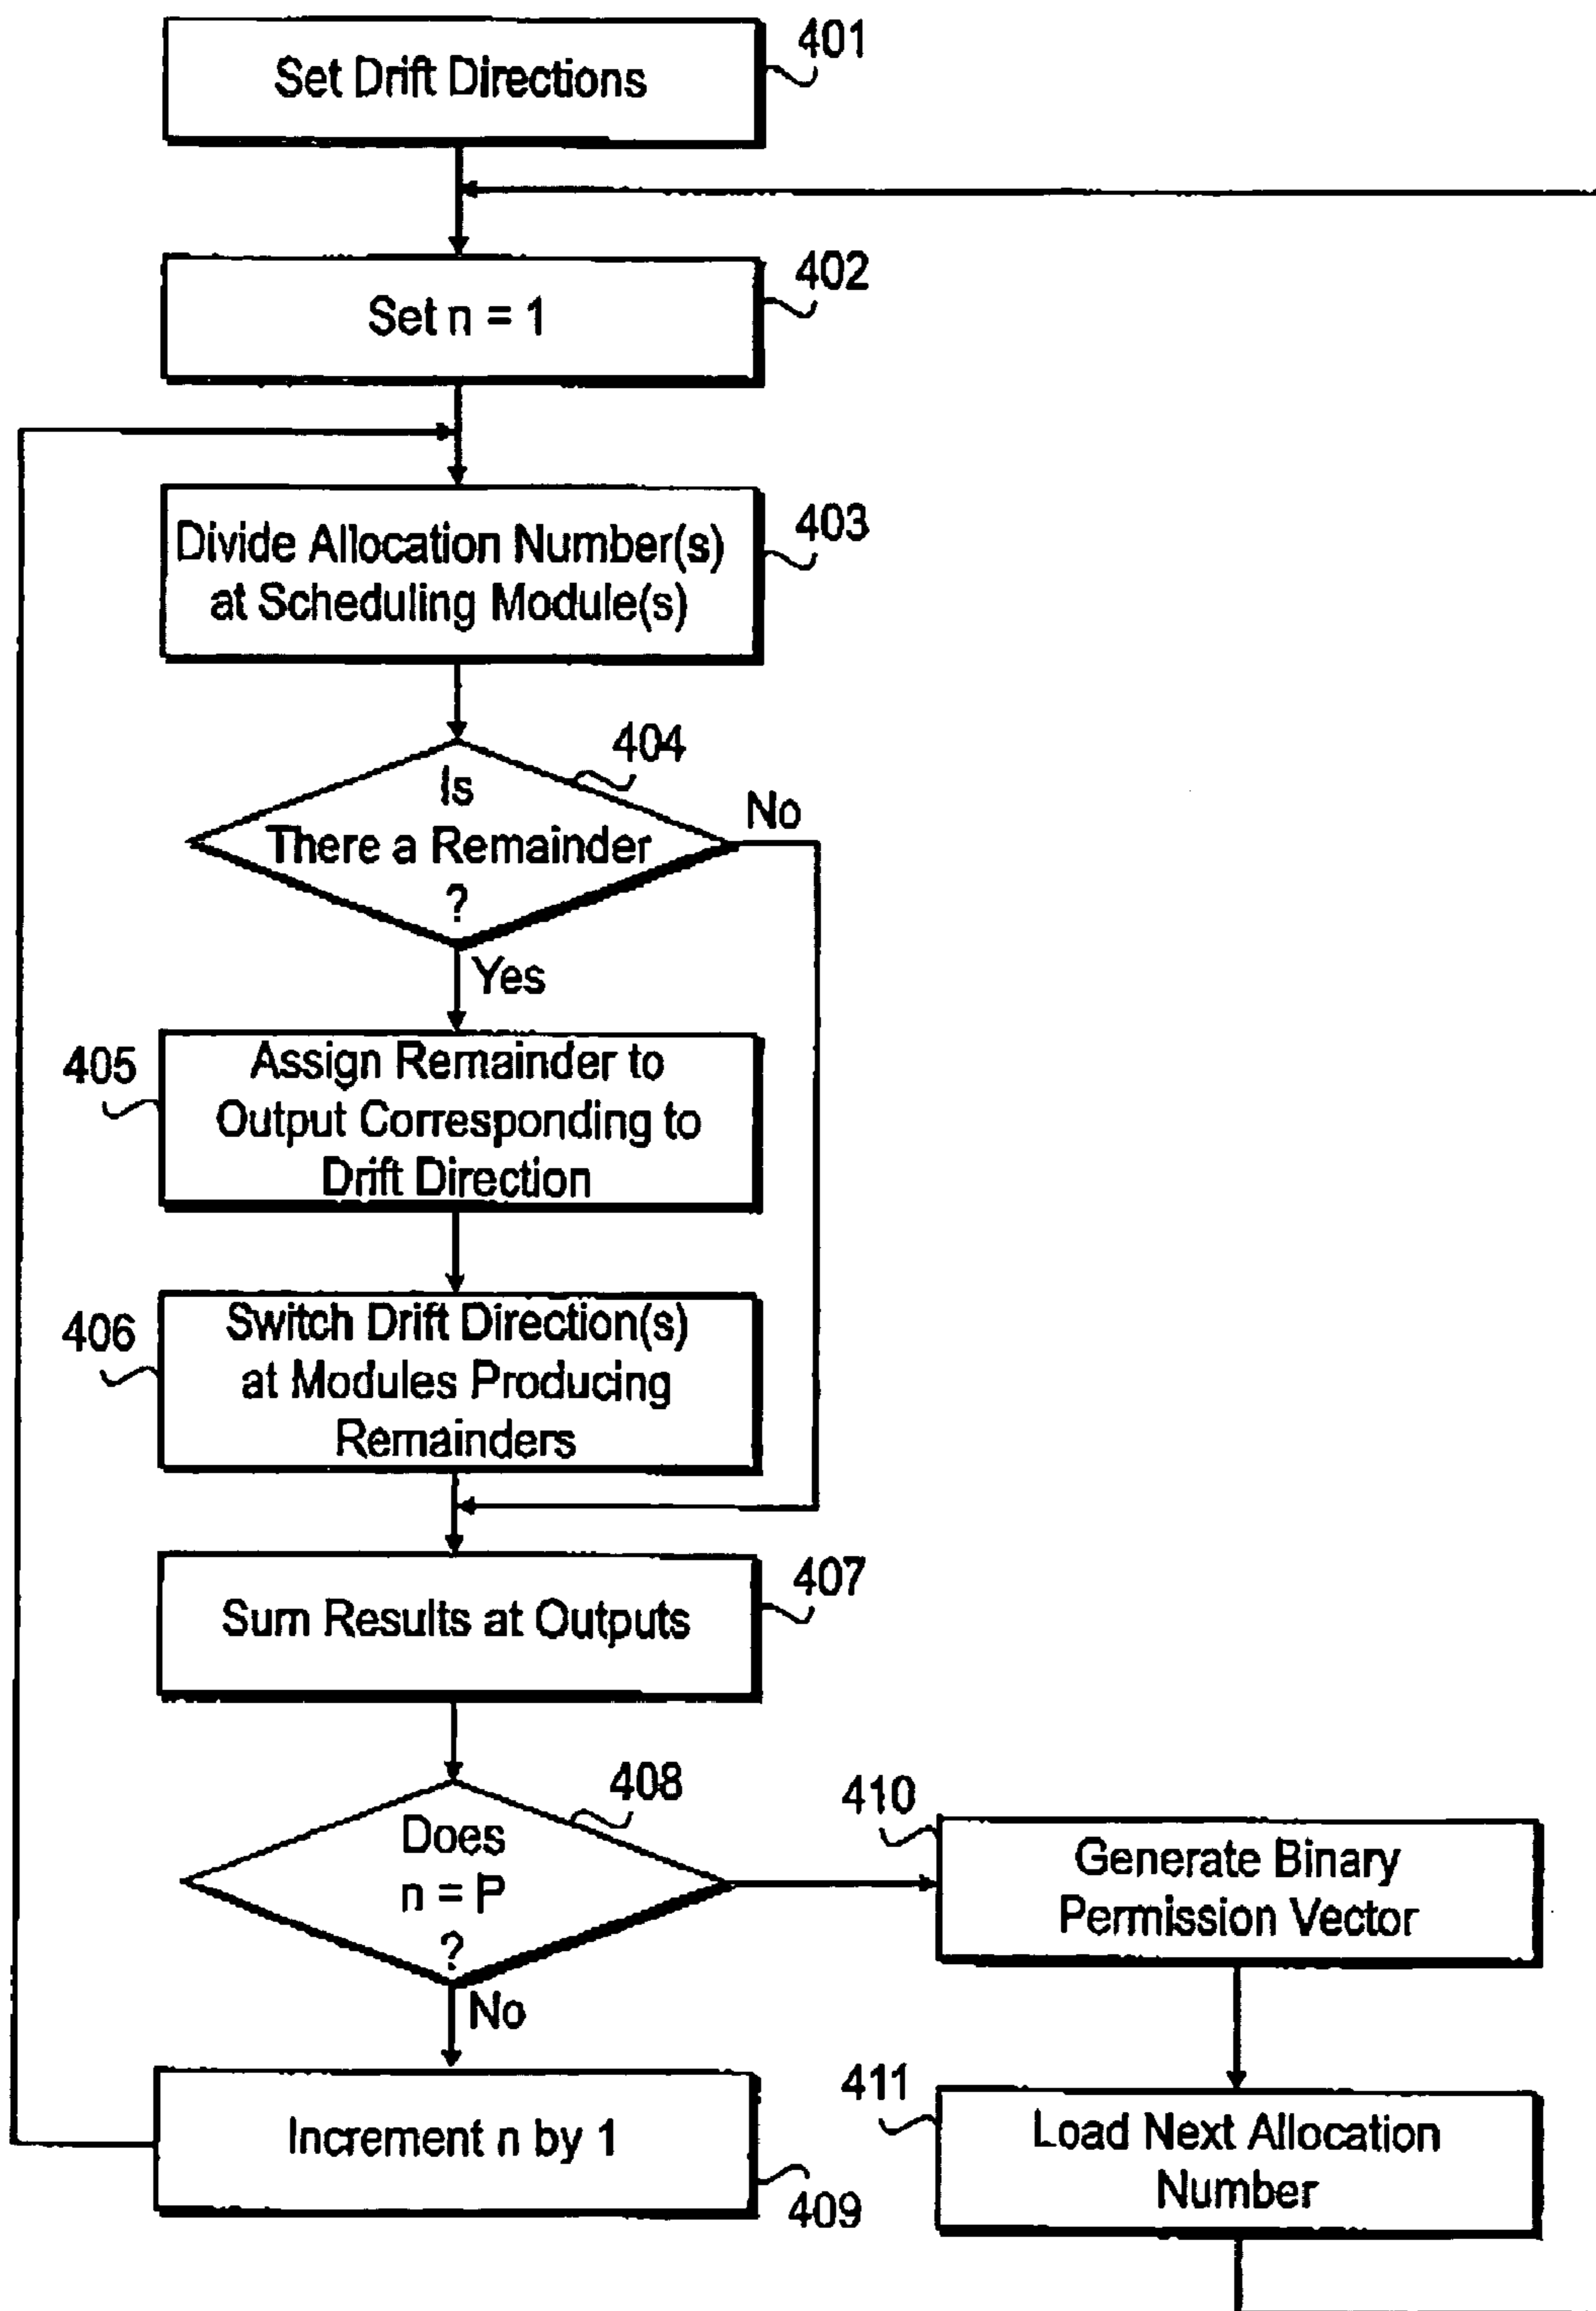 Set Drift Directions
401
Set n = 1
402
Divide Allocation Number(s)
at Scheduling Module(s)
403
404
Is
There a Remainder
?
No
Yes
405
Assign Remainder to
Output Corresponding to
Drift Direction
406
Switch Drift Direction(s)
at Modules Producing
Remainders
Sum Results at Outputs
407
408
Does
n = P
?
No
410
Generate Binary
Permission Vector
Increment n by 1
409
411
Load Next Allocation
Number